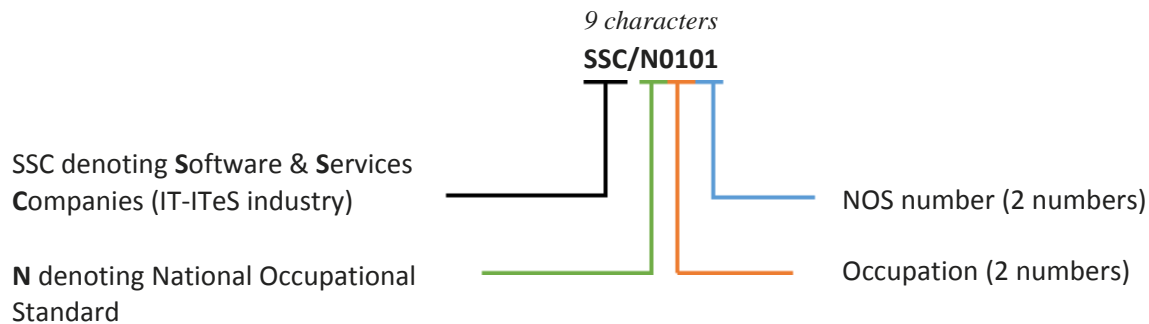 9 characters
SSC/N0101
SSC denoting Software & Services
Companies (IT-ITeS industry)
NOS number (2 numbers)
N denoting National Occupational
Standard
Occupation (2 numbers)